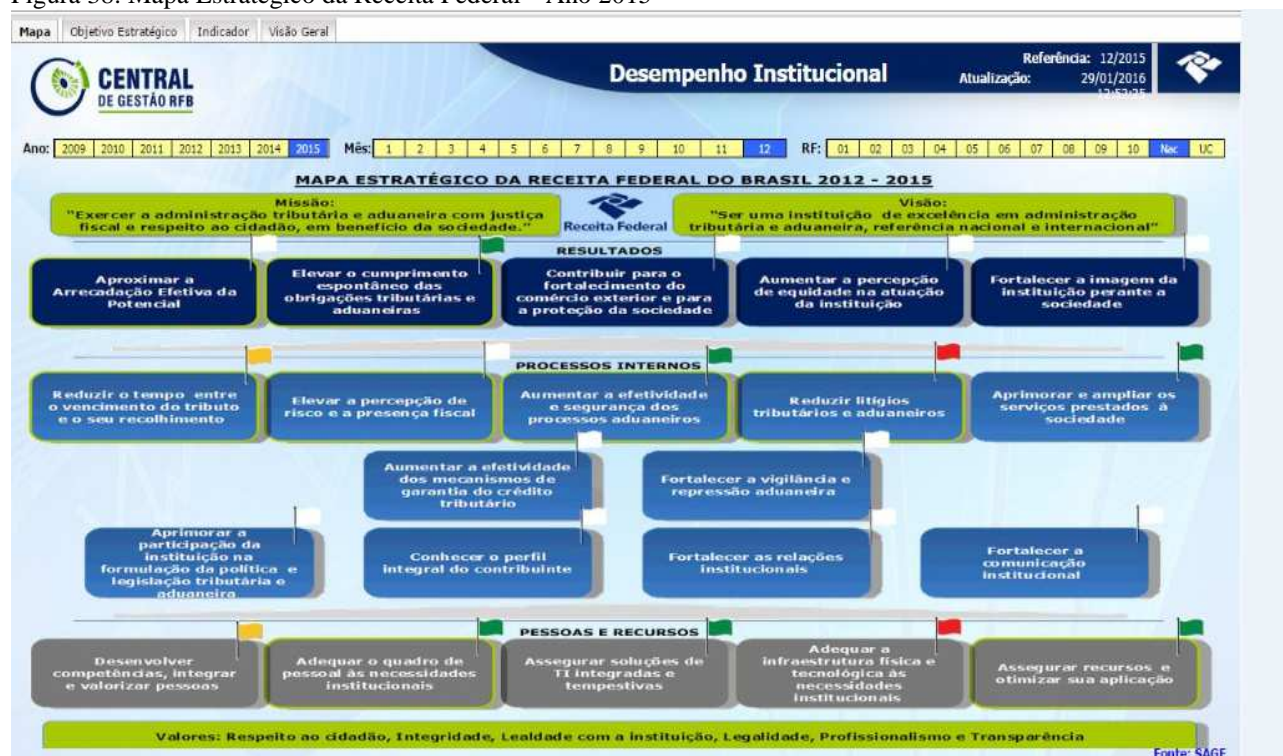 Figura 38: Mapa Estratégico da Receita Federal - Ano 2015
Mapa Objetivo Estratégico Indicador Visão Geral
CENTRAL
DE GESTÃO RFB
Desempenho Institucional
Referência: 12/2015
Atualização: 29/01/2016
12:52:25
Ano: 2009 2010 2011 2012 2013 2014 2015 Mês: 1 2 3 4 5 6 7 8 9 10 11 12 RF: 01 02 03 04 05 06 07 08 09 10 Nac UC
MAPA ESTRATÉGICO DA RECEITA FEDERAL DO BRASIL 2012 - 2015
Missão:
"Exercer a administração tributária e aduaneira com justiça
fiscal e respeito ao cidadão, em benefício da sociedade."
Receita Federal
Visão:
"Ser uma instituição de excelência em administração
tributária e aduaneira, referência nacional e internacional"
RESULTADOS
Aproximar a
Arrecadação Efetiva da
Potencial
Elevar o cumprimento
espontâneo das
obrigações tributárias e
aduaneiras
Contribuir para o
fortalecimento do
comércio exterior e para
a proteção da sociedade
Aumentar a percepção
de equidade na atuação
da instituição
Fortalecer a imagem da
instituição perante a
sociedade
PROCESSOS INTERNOS
Reduzir o tempo entre
o vencimento do tributo
e o seu recolhimento
Elevar a percepção de
risco e a presença fiscal
Aumentar a efetividade
e segurança dos
processos aduaneiros
Reduzir litígios
tributários e aduaneiros
Aprimorar e ampliar os
serviços prestados à
sociedade
Aumentar a efetividade
dos mecanismos de
garantia do crédito
tributário
Fortalecer a vigilância e
repressão aduaneira
Aprimorar a
participação da
instituição na
formulação da política e
legislação tributária e
aduaneira
Conhecer o perfil
integral do contribuinte
Fortalecer as relações
institucionais
Fortalecer a
comunicação
institucional
PESSOAS E RECURSOS
Desenvolver
competências, integrar
e valorizar pessoas
Adequar o quadro de
pessoal às necessidades
institucionais
Assegurar soluções de
TI integradas e
tempestivas
Adequar a
infraestrutura física e
tecnológica às
necessidades
institucionais
Assegurar recursos e
otimizar sua aplicação
Valores: Respeito ao cidadão, Integridade, Lealdade com a instituição, Legalidade, Profissionalismo e Transparência
Fonte: SAGE